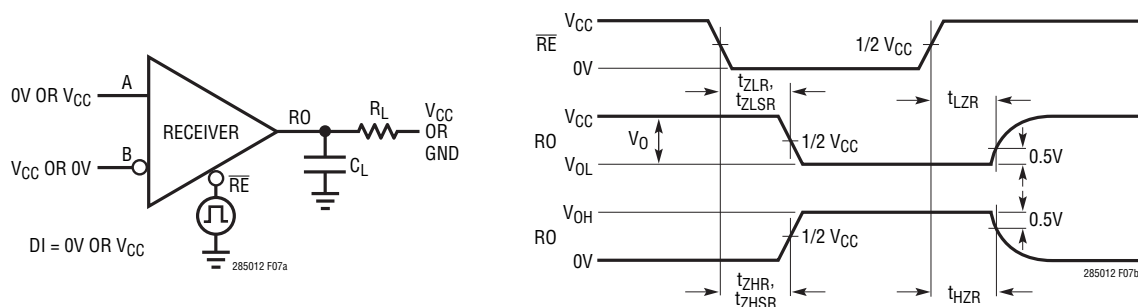 0V OR VCC
A
RECEIVER
RO
RL
VCC
OR
GND
VCC OR 0V
B
RE
CL
DI = 0V OR VCC
285012 F07a
VCC
RE
0V
1/2 VCC
tZLR,
tZLSR
tLZR
VCC
RO
VO
VOL
1/2 VCC
0.5V
VOH
RO
0V
1/2 VCC
0.5V
tZHR,
tZHSR
tHZR
285012 F07b